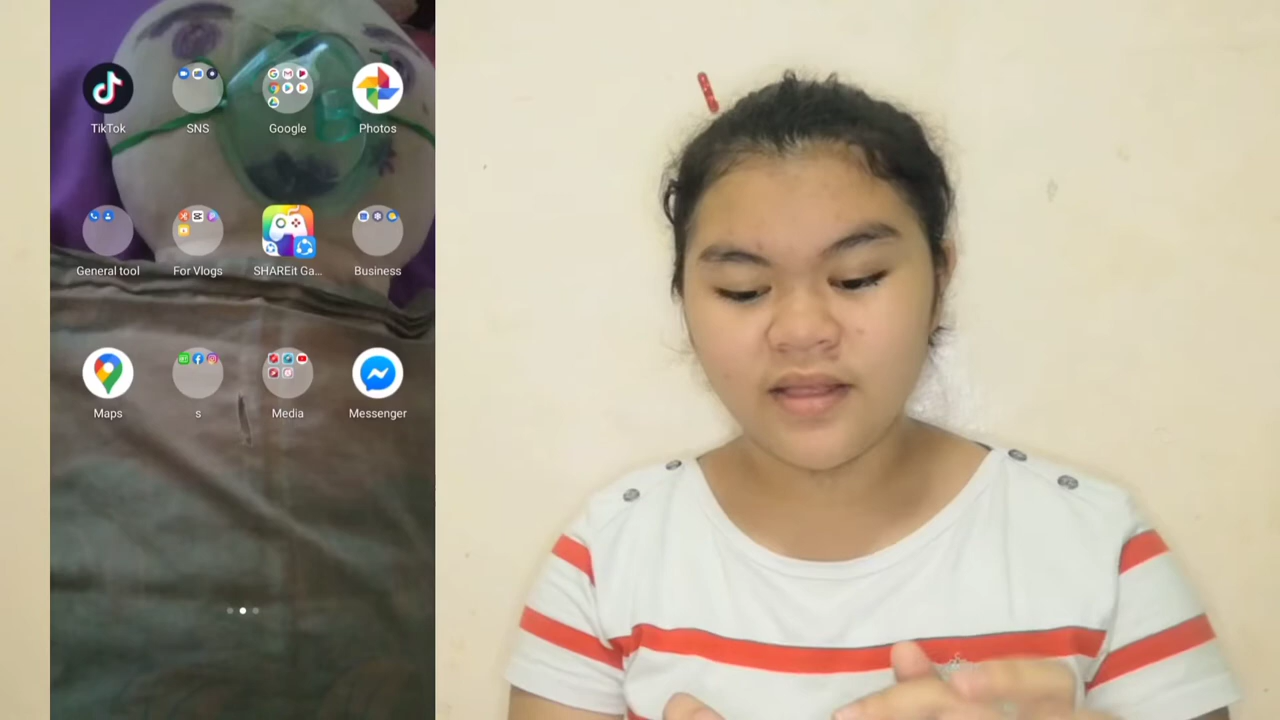 TikTok
SNS
Google
Photos
General tool
For Vlogs
SHAREit Ga...
Business
Maps
s
Media
Messenger